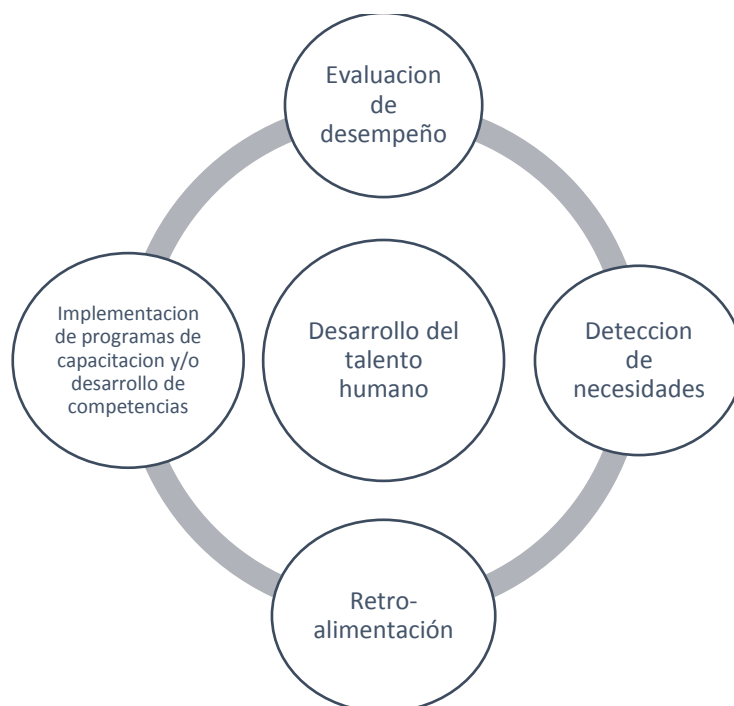 Evaluacion
de
desempeño
Implementacion
de programas de
capacitacion y/o
desarrollo de
competencias
Desarrollo del
talento
humano
Deteccion
de
necesidades
Retro-
alimentación